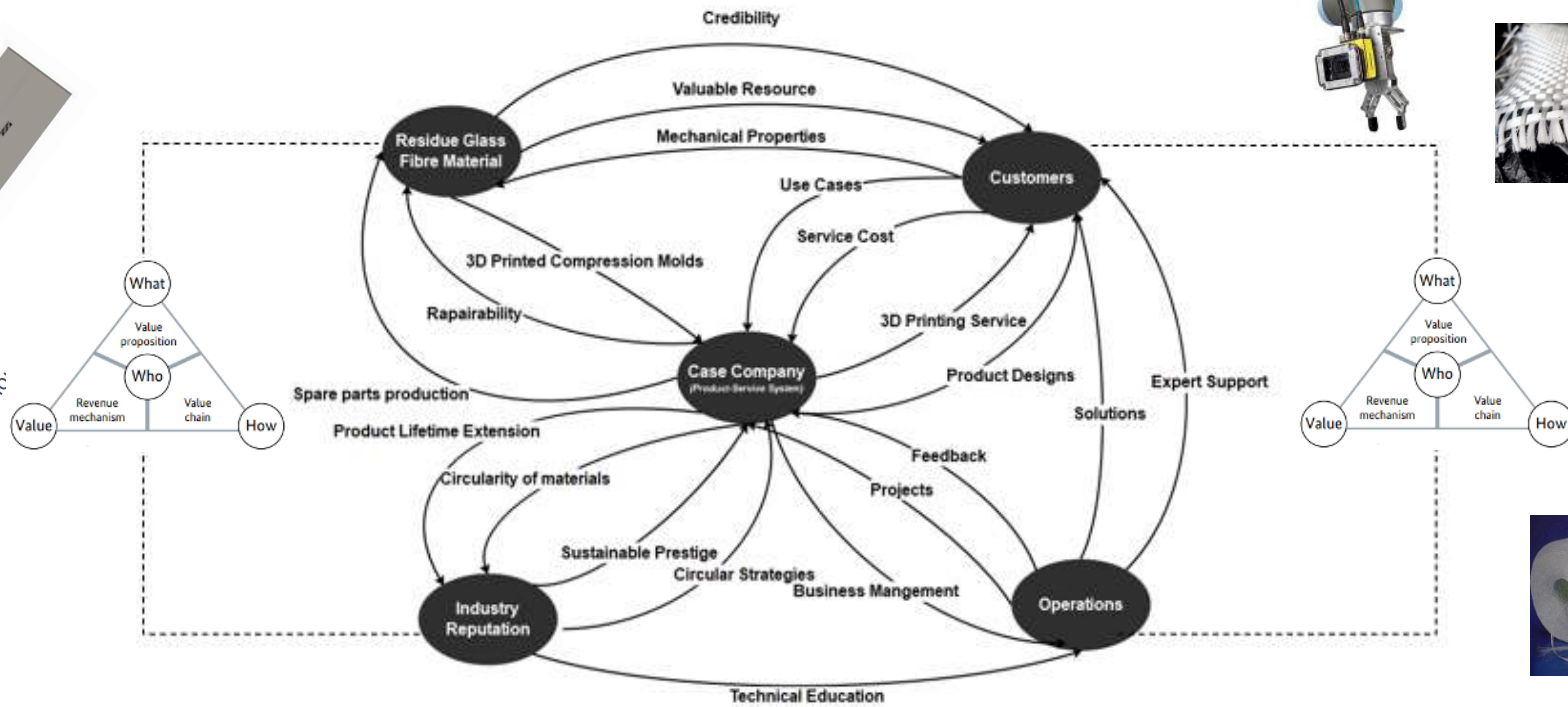 Credibility
Valuable Resource
Residue Glass
Fibre Material
Mechanical Properties
Customers
Use Cases
Service Cost
3D Printed Compression Molds
Rapairability
3D Printing Service
Case Company
(Product-Service System)
Product Designs
Expert Support
Spare parts production
Solutions
Product Lifetime Extension
Feedback
Circularity of materials
Projects
Sustainable Prestige
Circular Strategies
Business Mangement
Industry
Reputation
Operations
Technical Education
What
Value
proposition
Who
Revenue
mechanism
Value
chain
Value
How
What
Value
proposition
Who
Revenue
mechanism
Value
chain
Value
How